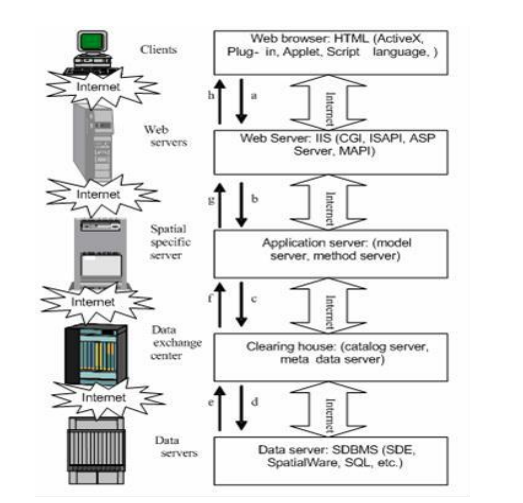 Clients
Web browser: HTML (ActiveX,
Plug- in, Applet, Script language, )
Internet
h
a
Internet
Web
servers
Web Server: IIS (CGI, ISAPI, ASP
Server, MAPI)
Internet
g
b
Internet
Spatial
specific
server
Application server: (model
server, method server)
Internet
f
c
Internet
Data
exchange
center
Clearing house: (catalog server,
meta data server)
Internet
e
d
Internet
Data
servers
Data server: SDBMS (SDE,
SpatialWare, SQL, etc.)